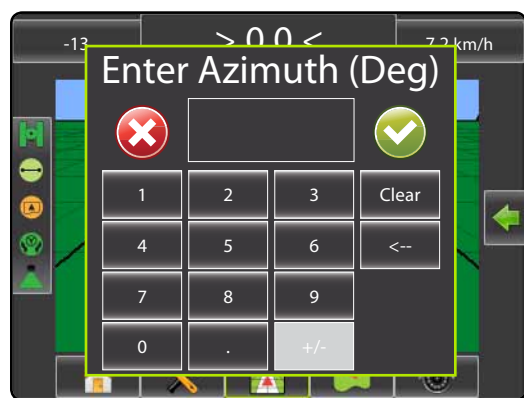 -13
> 0 0 <
7.2 km/h
Enter Azimuth (Deg)
1 2 3 Clear
4 5 6 <--
7 8 9
0 . +/-